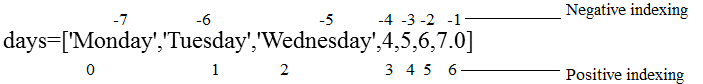 -7 -6 -5 -4 -3 -2 -1 Negative indexing
days=['Monday','Tuesday','Wednesday',4,5,6,7.0]
0 1 2 3 4 5 6 Positive indexing